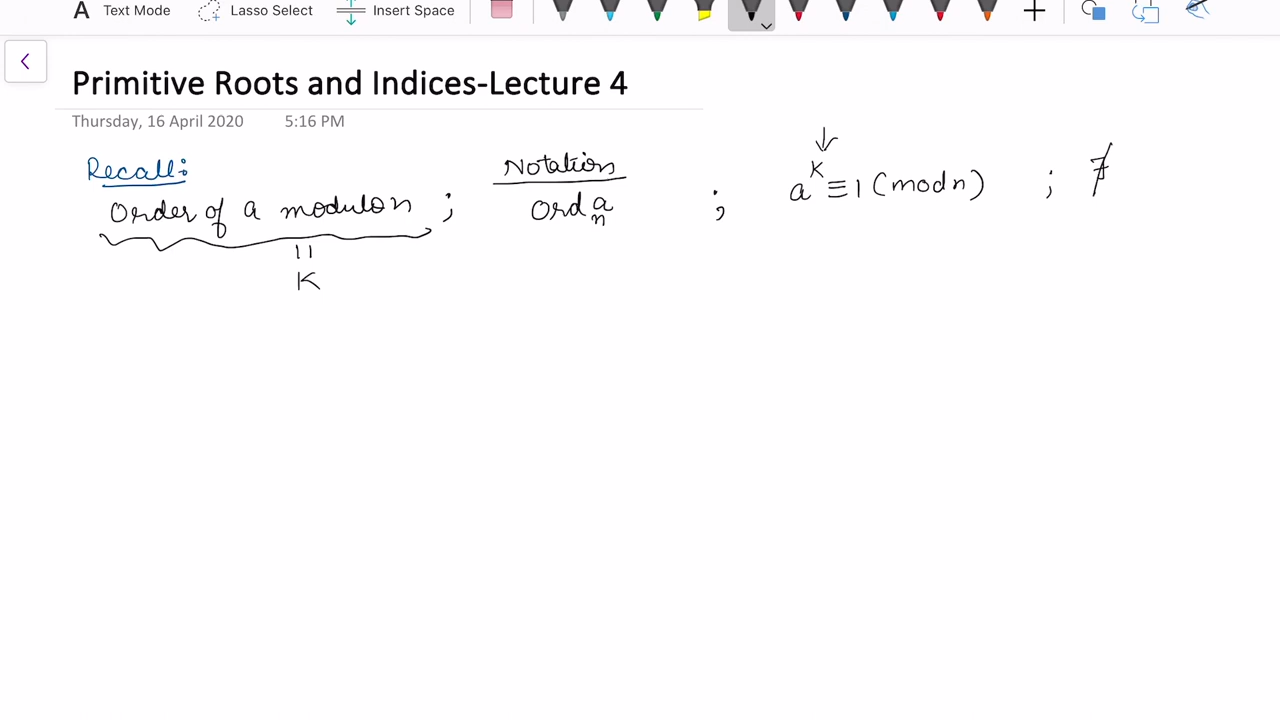 A Text Mode Lasso Select Insert Space
Primitive Roots and Indices-Lecture 4
Thursday, 16 April 2020 5:16 PM
Recall: Notation
Order of a modulo n ; ord_n a ; a^K ≡ 1 (mod n) ; ∄
=
K